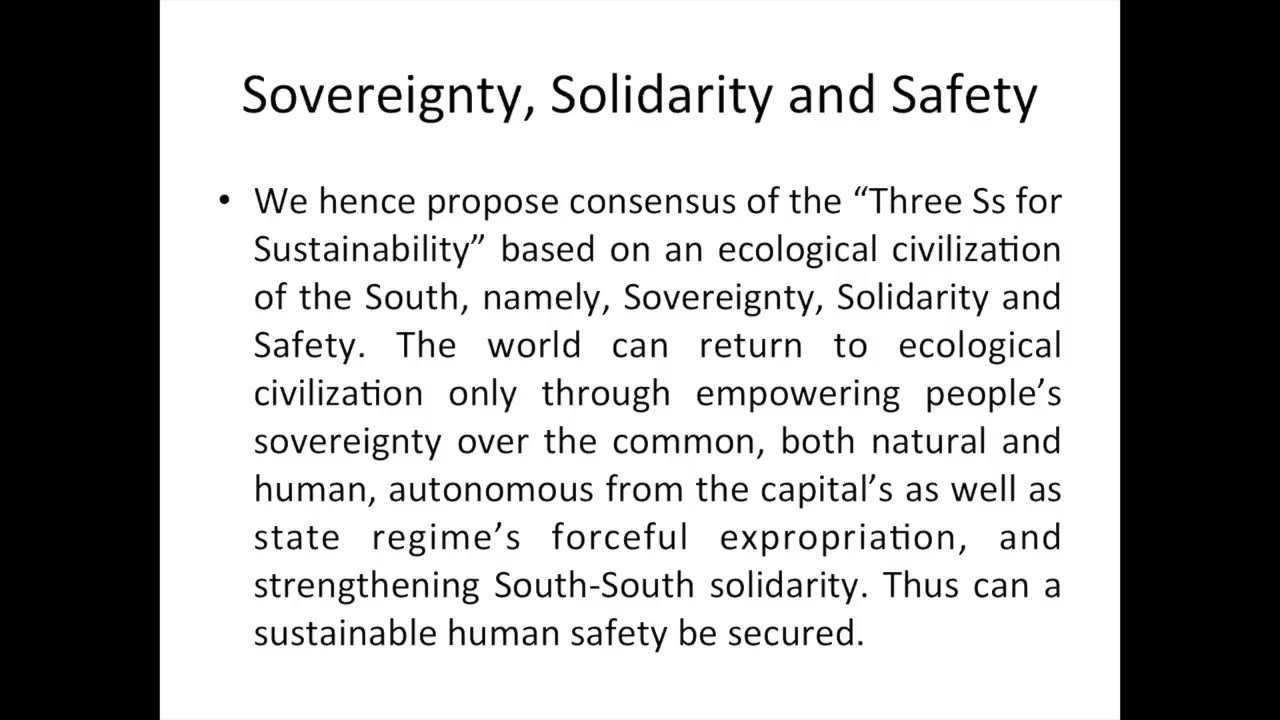 Sovereignty, Solidarity and Safety
• We hence propose consensus of the “Three Ss for
Sustainability” based on an ecological civilization
of the South, namely, Sovereignty, Solidarity and
Safety. The world can return to ecological
civilization only through empowering people’s
sovereignty over the common, both natural and
human, autonomous from the capital’s as well as
state regime’s forceful expropriation, and
strengthening South-South solidarity. Thus can a
sustainable human safety be secured.